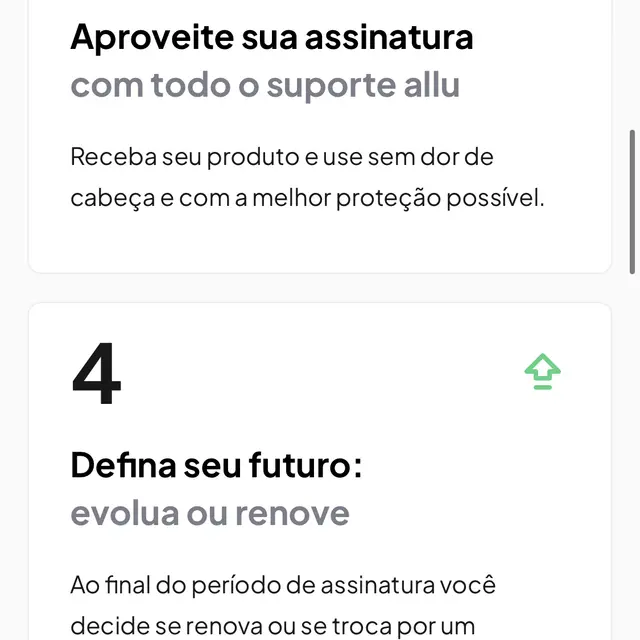 Aproveite sua assinatura
com todo o suporte allu
Receba seu produto e use sem dor de
cabeça e com a melhor proteção possível.
4
Defina seu futuro:
evolua ou renove
Ao final do período de assinatura você
decide se renova ou se troca por um